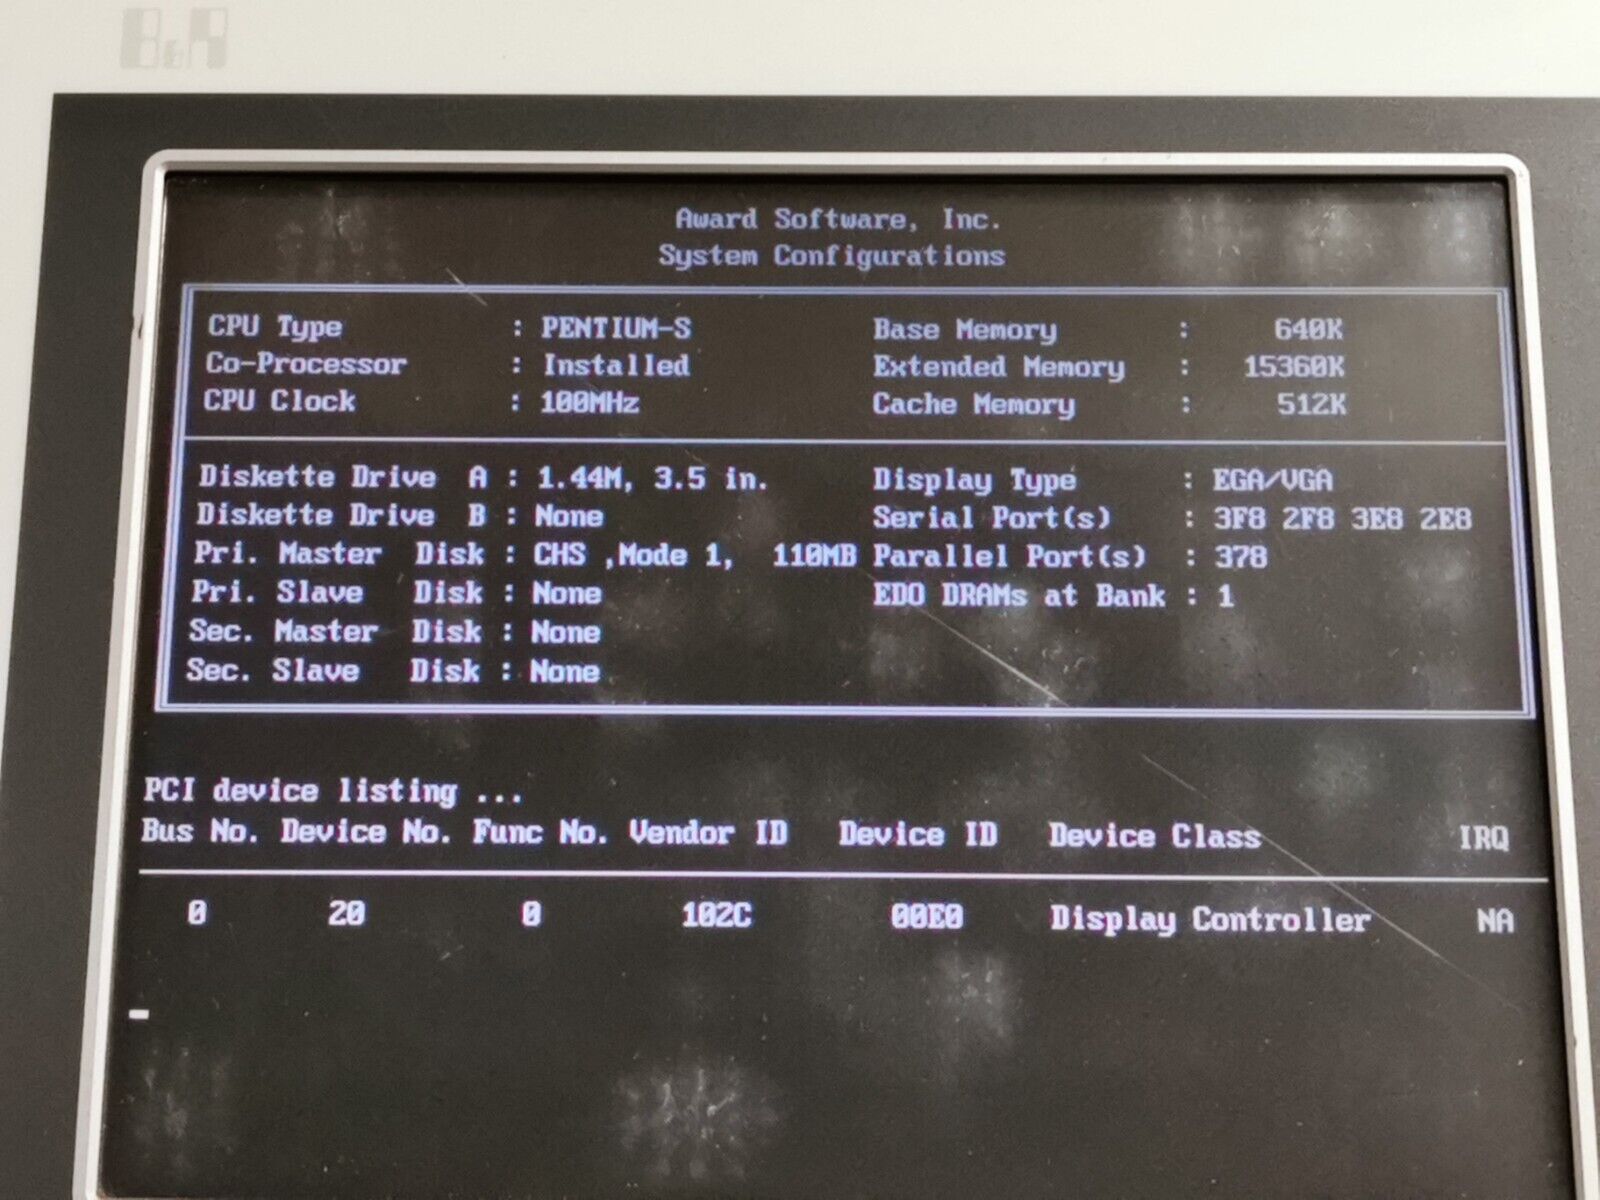 B&R
Award Software, Inc.
System Configurations
CPU Type : PENTIUM-S Base Memory : 640K
Co-Processor : Installed Extended Memory : 15360K
CPU Clock : 100MHz Cache Memory : 512K
Diskette Drive A : 1.44M, 3.5 in. Display Type : EGA/VGA
Diskette Drive B : None Serial Port(s) : 3F8 2F8 3E8 2E8
Pri. Master Disk : CHS ,Mode 1, 110MB Parallel Port(s) : 378
Pri. Slave Disk : None EDO DRAMs at Bank : 1
Sec. Master Disk : None
Sec. Slave Disk : None
PCI device listing ...
Bus No. Device No. Func No. Vendor ID Device ID Device Class IRQ
0 20 0 102C 00E0 Display Controller NA